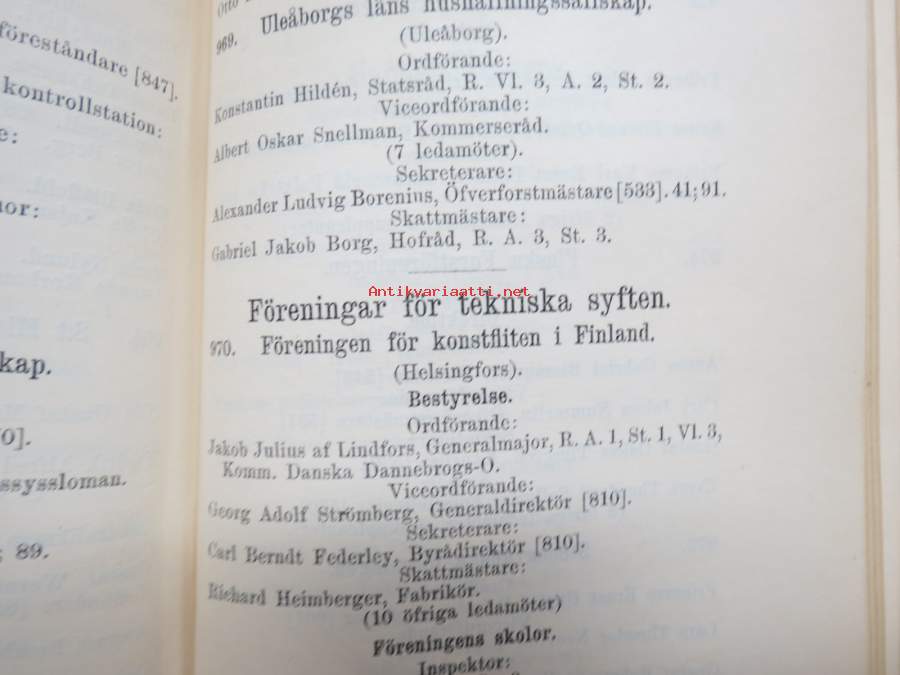 föreståndare [847].
kontrollstation:
kap.
ssyssloman.
89.
969. Uleåborgs läns hushållningssällskap.
(Uleåborg).
Ordförande:
Konstantin Hildén, Statsråd, R. Vl. 3, A. 2, St. 2.
Viceordförande:
Albert Oskar Snellman, Kommerseråd.
(7 ledamöter).
Sekreterare:
Alexander Ludvig Borenius, Öfverforstmästare [533]. 41; 91.
Skattmästare:
Gabriel Jakob Borg, Hofråd, R. A. 3, St. 3.
Antikvariaatti.net
Föreningar för tekniska syften.
970. Föreningen för konstfliten i Finland.
(Helsingfors).
Bestyrelse.
Ordförande:
Jakob Julius af Lindfors, Generalmajor, R. A. 1, St. 1, Vl. 3,
Komm. Danska Dannebrogs-O.
Viceordförande:
Georg Adolf Strömberg, Generaldirektör [810].
Sekreterare:
Carl Berndt Federley, Byrådirektör [810].
Skattmästare:
Richard Heimberger, Fabrikör.
(10 öfriga ledamöter)
Föreningens skolor.
Inspektor: